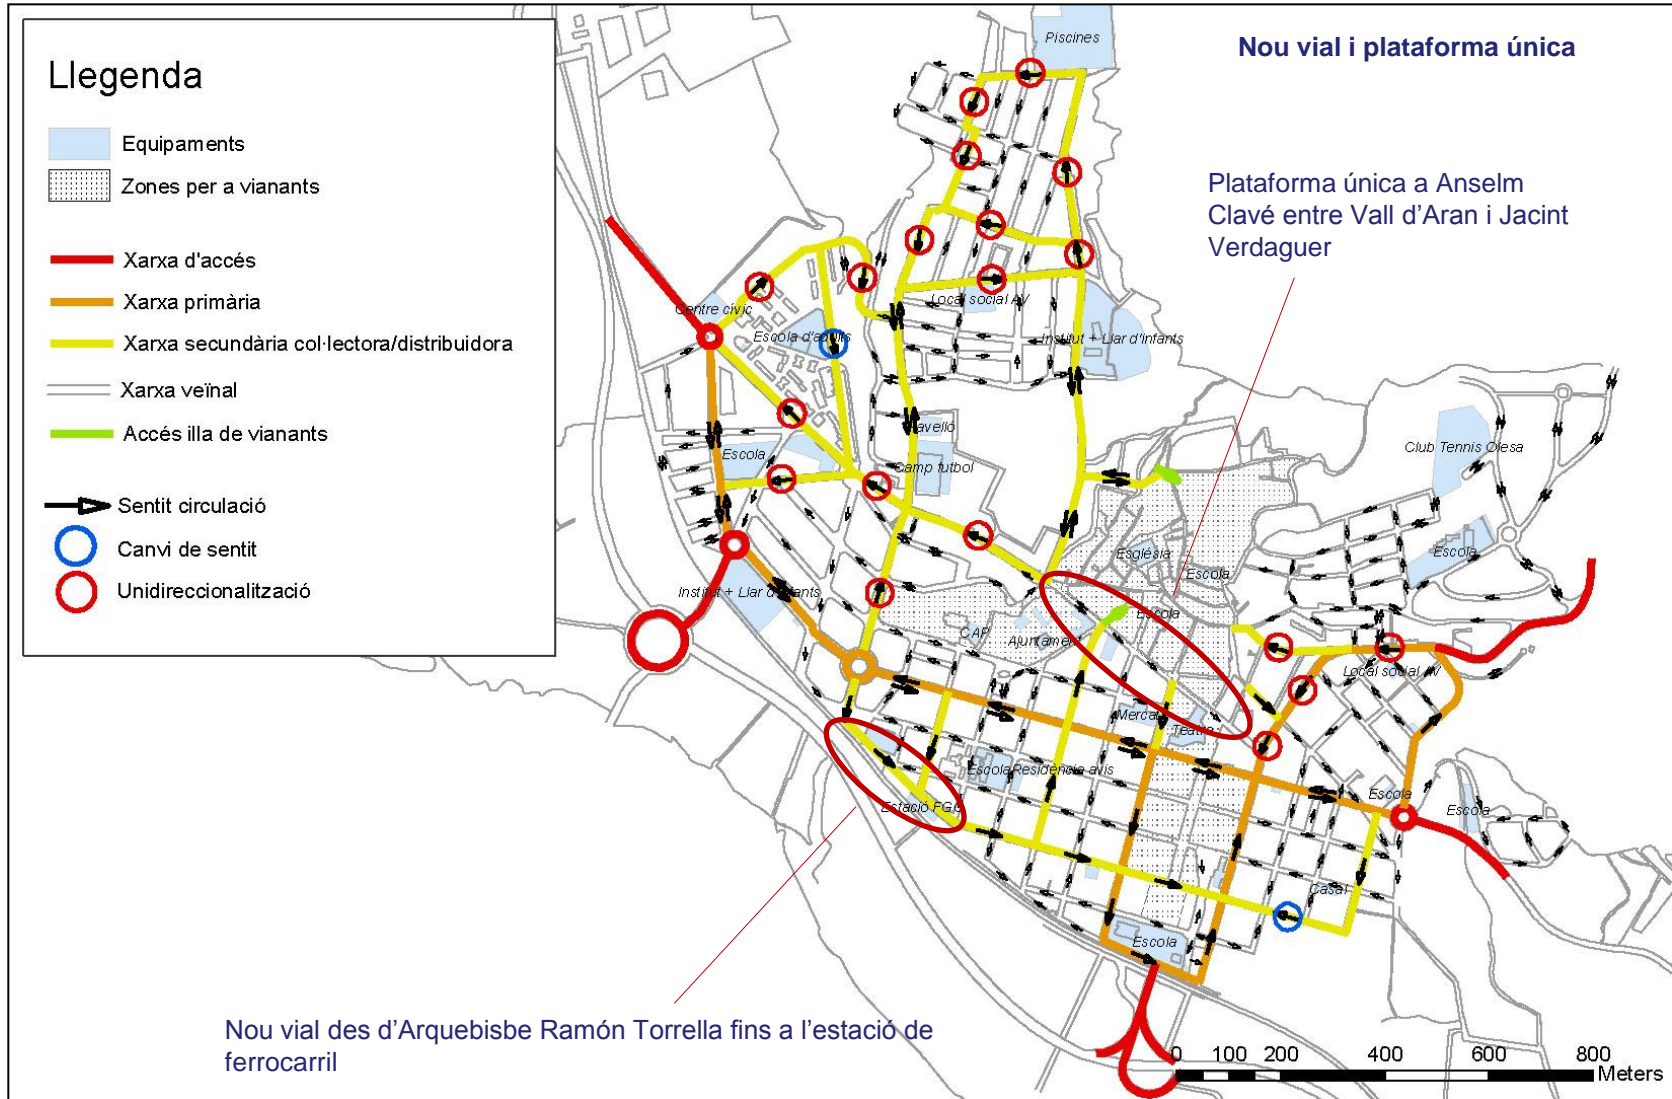 Nou vial i plataforma única
Llegenda
Equipaments
Zones per a vianants
Xarxa d'accés
Xarxa primària
Xarxa secundària col·lectora/distribuidora
Xarxa veïnal
Accés illa de vianants
Sentit circulació
Canvi de sentit
Unidireccionalització
Plataforma única a Anselm
Clavé entre Vall d’Aran i Jacint
Verdaguer
Piscines
Centre cívic
Escola d'adults
Local social AV
Institut + Llar d'infants
Pavelló
Camp futbol
Escola
Club Tennis Olesa
Escola
Església
Escola
Escola
Institut + Llar d'infants
CAP
Ajuntament
Local social AV
Mercat
Teatre
Escola
Residència avis
Estació FGC
Escola
Escola
Casal
Escola
Nou vial des d’Arquebisbe Ramón Torrella fins a l’estació de
ferrocarril
0 100 200 400 600 800
Meters